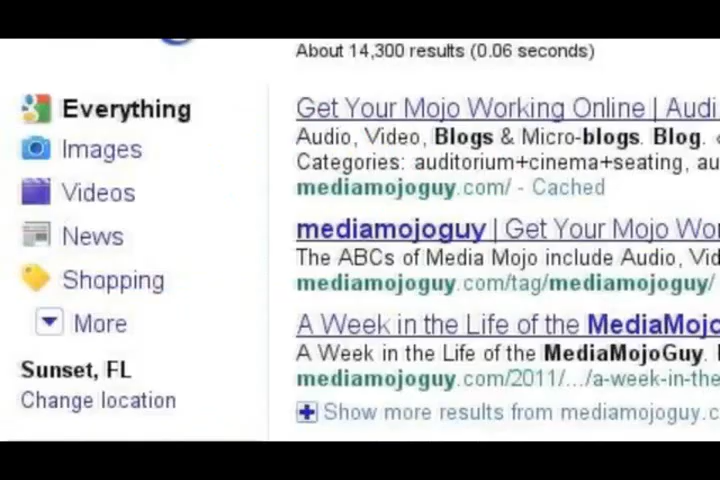 About 14,300 results (0.06 seconds)
Everything
Images
Videos
News
Shopping
More
Sunset, FL
Change location
Get Your Mojo Working Online | Audi
Audio, Video, Blogs & Micro-blogs. Blog.
Categories: auditorium+cinema+seating, au
mediamojoguy.com/ - Cached
mediamojoguy | Get Your Mojo Wor
The ABCs of Media Mojo include Audio, Vid
mediamojoguy.com/tag/mediamojoguy/
A Week in the Life of the MediaMojo
A Week in the Life of the MediaMojoGuy.
mediamojoguy.com/2011/.../a-week-in-the
Show more results from mediamojoguy.c